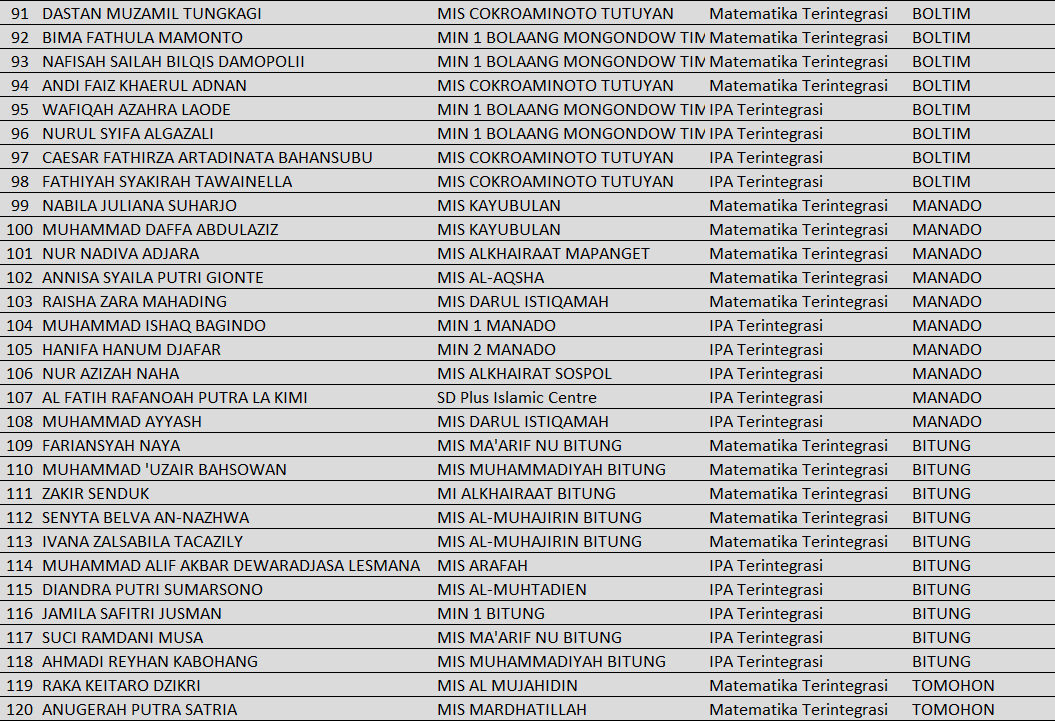 91 DASTAN MUZAMIL TUNGKAGI MIS COKROAMINOTO TUTUYAN Matematika Terintegrasi BOLTIM
92 BIMA FATHULA MAMONTO MIN 1 BOLAANG MONGONDOW TIM Matematika Terintegrasi BOLTIM
93 NAFISAH SAILAH BILQIS DAMOPOLII MIN 1 BOLAANG MONGONDOW TIM Matematika Terintegrasi BOLTIM
94 ANDI FAIZ KHAERUL ADNAN MIS COKROAMINOTO TUTUYAN Matematika Terintegrasi BOLTIM
95 WAFIQAH AZAHRA LAODE MIN 1 BOLAANG MONGONDOW TIM IPA Terintegrasi BOLTIM
96 NURUL SYIFA ALGAZALI MIN 1 BOLAANG MONGONDOW TIM IPA Terintegrasi BOLTIM
97 CAESAR FATHIRZA ARTADINATA BAHANSUBU MIS COKROAMINOTO TUTUYAN IPA Terintegrasi BOLTIM
98 FATHIYAH SYAKIRAH TAWAINELLA MIS COKROAMINOTO TUTUYAN IPA Terintegrasi BOLTIM
99 NABILA JULIANA SUHARJO MIS KAYUBULAN Matematika Terintegrasi MANADO
100 MUHAMMAD DAFFA ABDULAZIZ MIS KAYUBULAN Matematika Terintegrasi MANADO
101 NUR NADIVA ADJARA MIS ALKHAIRAAT MAPANGET Matematika Terintegrasi MANADO
102 ANNISA SYAILA PUTRI GIONTE MIS AL-AQSHA Matematika Terintegrasi MANADO
103 RAISHA ZARA MAHADING MIS DARUL ISTIQAMAH Matematika Terintegrasi MANADO
104 MUHAMMAD ISHAQ BAGINDO MIN 1 MANADO IPA Terintegrasi MANADO
105 HANIFA HANUM DJAFAR MIN 2 MANADO IPA Terintegrasi MANADO
106 NUR AZIZAH NAHA MIS ALKHAIRAT SOSPOL IPA Terintegrasi MANADO
107 AL FATIH RAFANOAH PUTRA LA KIMI SD Plus Islamic Centre IPA Terintegrasi MANADO
108 MUHAMMAD AYYASH MIS DARUL ISTIQAMAH IPA Terintegrasi MANADO
109 FARIANSYAH NAYA MIS MA'ARIF NU BITUNG Matematika Terintegrasi BITUNG
110 MUHAMMAD 'UZAIR BAHSOWAN MIS MUHAMMADIYAH BITUNG Matematika Terintegrasi BITUNG
111 ZAKIR SENDUK MI ALKHAIRAAT BITUNG Matematika Terintegrasi BITUNG
112 SENYTA BELVA AN-NAZHWA MIS AL-MUHAJIRIN BITUNG Matematika Terintegrasi BITUNG
113 IVANA ZALSABILA TACAZILY MIS AL-MUHAJIRIN BITUNG Matematika Terintegrasi BITUNG
114 MUHAMMAD ALIF AKBAR DEWARADJASA LESMANA MIS ARAFAH IPA Terintegrasi BITUNG
115 DIANDRA PUTRI SUMARSONO MIS AL-MUHTADIEN IPA Terintegrasi BITUNG
116 JAMILA SAFITRI JUSMAN MIN 1 BITUNG IPA Terintegrasi BITUNG
117 SUCI RAMDANI MUSA MIS MA'ARIF NU BITUNG IPA Terintegrasi BITUNG
118 AHMADI REYHAN KABOHANG MIS MUHAMMADIYAH BITUNG IPA Terintegrasi BITUNG
119 RAKA KEITARO DZIKRI MIS AL MUJAHIDIN Matematika Terintegrasi TOMOHON
120 ANUGERAH PUTRA SATRIA MIS MARDHATILLAH Matematika Terintegrasi TOMOHON